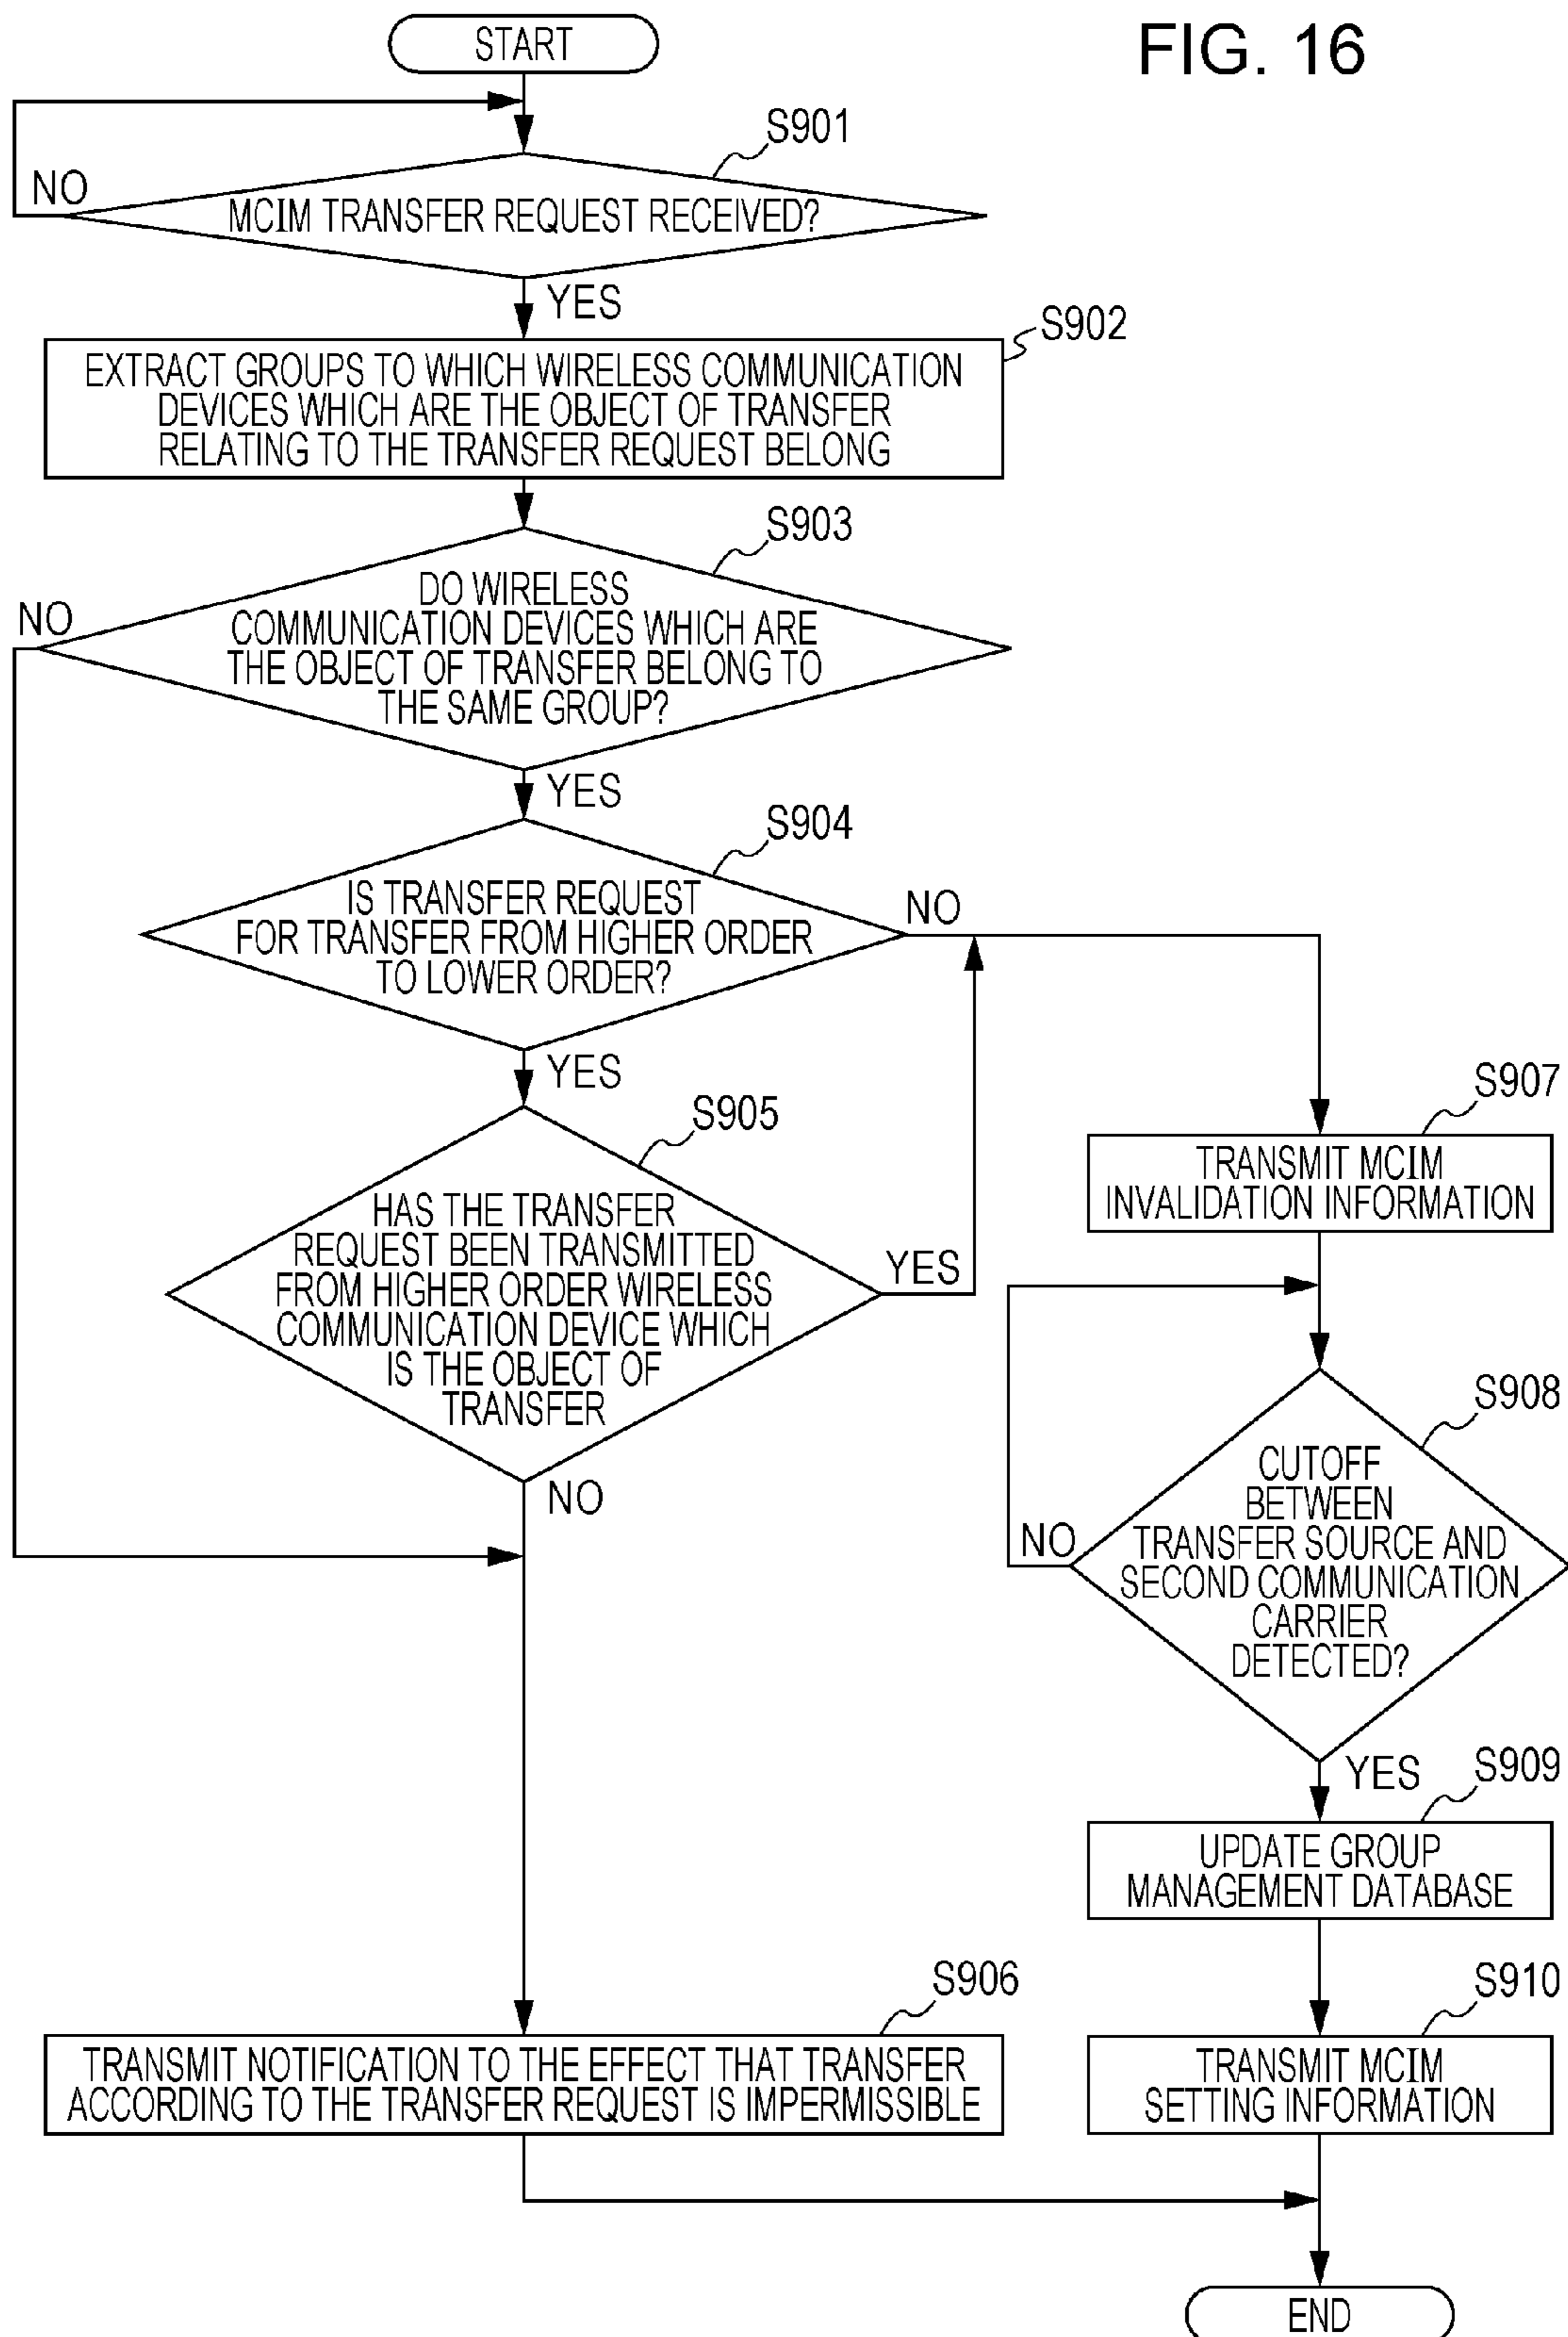 FIG. 16
START
S901
NO
MCIM TRANSFER REQUEST RECEIVED?
YES
S902
EXTRACT GROUPS TO WHICH WIRELESS COMMUNICATION
DEVICES WHICH ARE THE OBJECT OF TRANSFER
RELATING TO THE TRANSFER REQUEST BELONG
S903
NO
DO WIRELESS
COMMUNICATION DEVICES WHICH ARE
THE OBJECT OF TRANSFER BELONG TO
THE SAME GROUP?
YES
S904
IS TRANSFER REQUEST
FOR TRANSFER FROM HIGHER ORDER
TO LOWER ORDER?
NO
YES
S905
HAS THE TRANSFER
REQUEST BEEN TRANSMITTED
FROM HIGHER ORDER WIRELESS
COMMUNICATION DEVICE WHICH
IS THE OBJECT OF
TRANSFER
YES
NO
S907
TRANSMIT MCIM
INVALIDATION INFORMATION
S908
CUTOFF
BETWEEN
TRANSFER SOURCE AND
SECOND COMMUNICATION
CARRIER
DETECTED?
NO
YES
S909
UPDATE GROUP
MANAGEMENT DATABASE
S906
TRANSMIT NOTIFICATION TO THE EFFECT THAT TRANSFER
ACCORDING TO THE TRANSFER REQUEST IS IMPERMISSIBLE
S910
TRANSMIT MCIM
SETTING INFORMATION
END